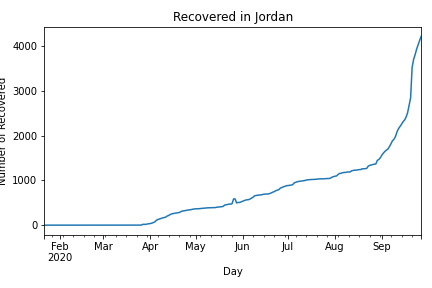 Recovered in Jordan
Number of Recovered
4000
3000
2000
1000
0
Feb Mar Apr May Jun Jul Aug Sep
2020
Day